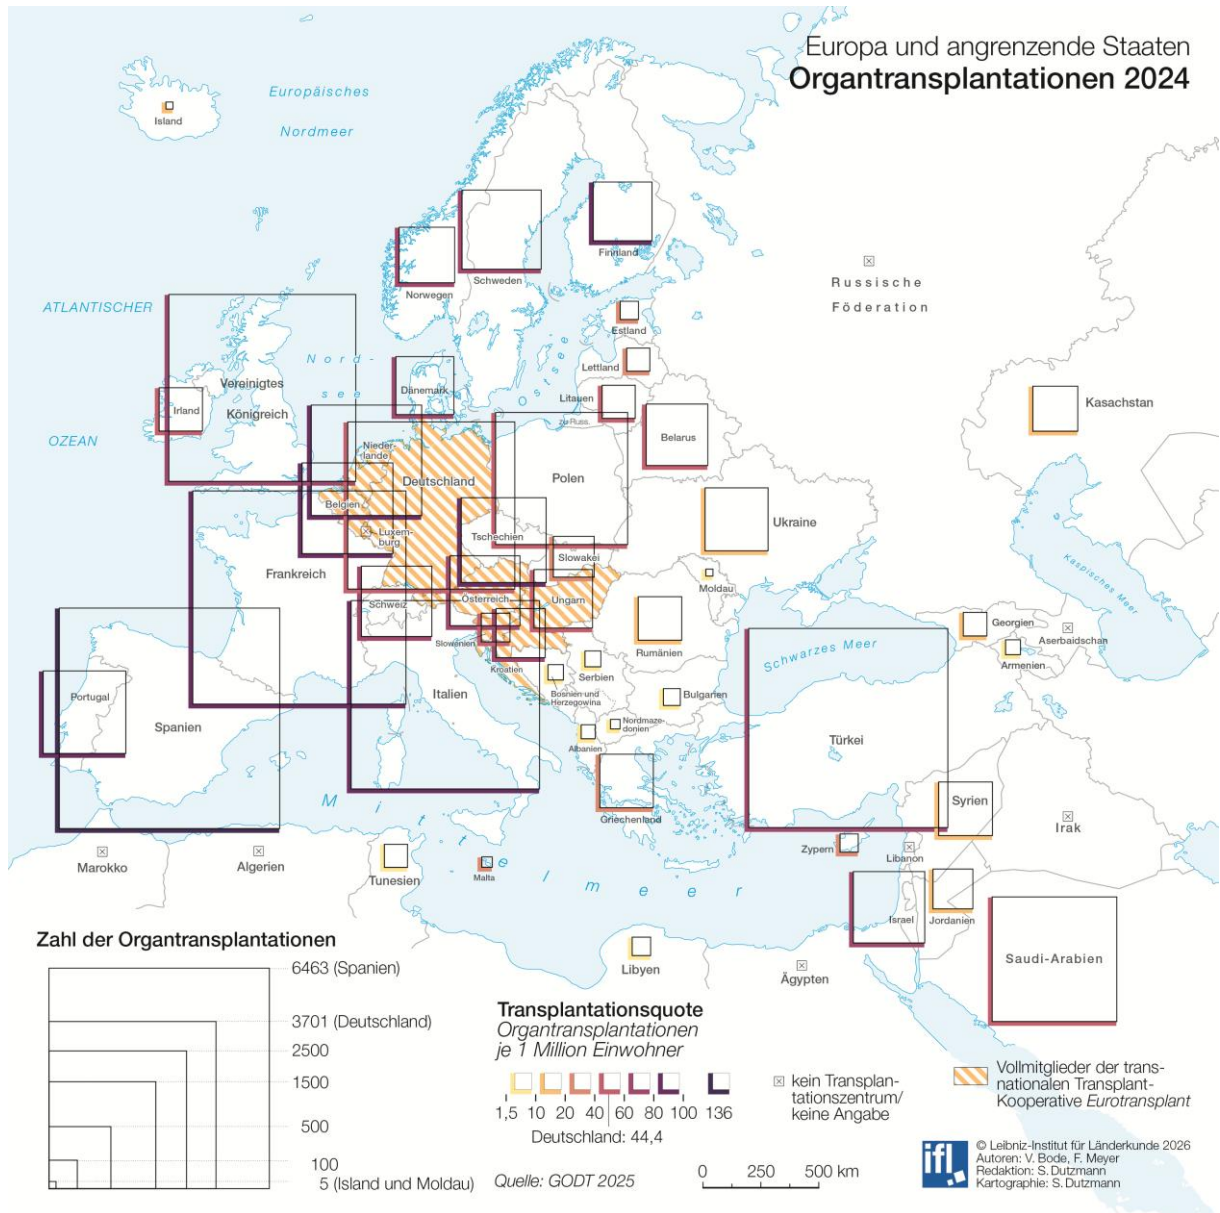 Europa und angrenzende Staaten
Organtransplantationen 2024
Europäisches
Nordmeer
Island
Finnland
Schweden
Norwegen
Russische
Föderation
ATLANTISCHER
OZEAN
Estland
Lettland
Litauen
zu Russ.
Ostsee
Nord-
see
Dänemark
Vereinigtes
Königreich
Irland
Belarus
Kasachstan
Nieder-
lande
Deutschland
Polen
Belgien
Luxem-
burg
Tschechien
Slowakei
Ukraine
Moldau
Kaspisches Meer
Frankreich
Schweiz
Österreich
Ungarn
Slowenien
Kroatien
Rumänien
Georgien
Aserbaidschan
Armenien
Schwarzes Meer
Serbien
Bosnien und
Herzegowina
Bulgarien
Nordmaze-
donien
Albanien
Italien
Portugal
Spanien
Türkei
Griechenland
Syrien
Irak
Zypern
Libanon
Mittelmeer
Marokko
Algerien
Tunesien
Malta
Israel
Jordanien
Saudi-Arabien
Libyen
Ägypten
Zahl der Organtransplantationen
6463 (Spanien)
3701 (Deutschland)
2500
1500
500
100
5 (Island und Moldau)
Transplantationsquote
Organtransplantationen
je 1 Million Einwohner
1,5 10 20 40 60 80 100 136
Deutschland: 44,4
Quelle: GODT 2025
kein Transplan-
tationszentrum/
keine Angabe
0 250 500 km
Vollmitglieder der trans-
nationalen Transplant-
Kooperative Eurotransplant
ifl
© Leibniz-Institut für Länderkunde 2026
Autoren: V. Bode, F. Meyer
Redaktion: S. Dutzmann
Kartographie: S. Dutzmann